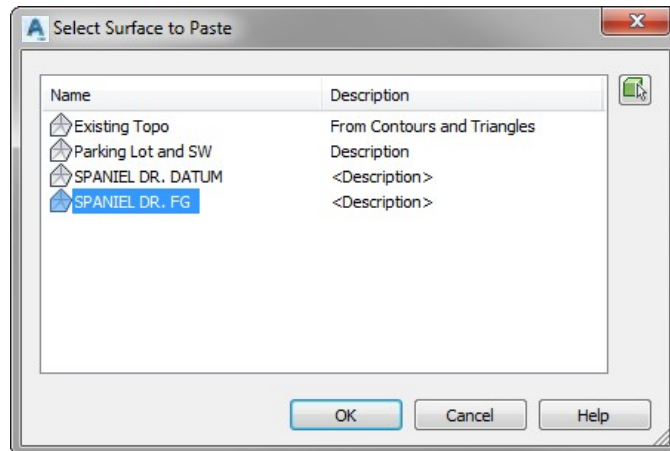 Select Surface to Paste
Name Description
Existing Topo From Contours and Triangles
Parking Lot and SW Description
SPANIEL DR. DATUM <Description>
SPANIEL DR. FG <Description>
OK Cancel Help